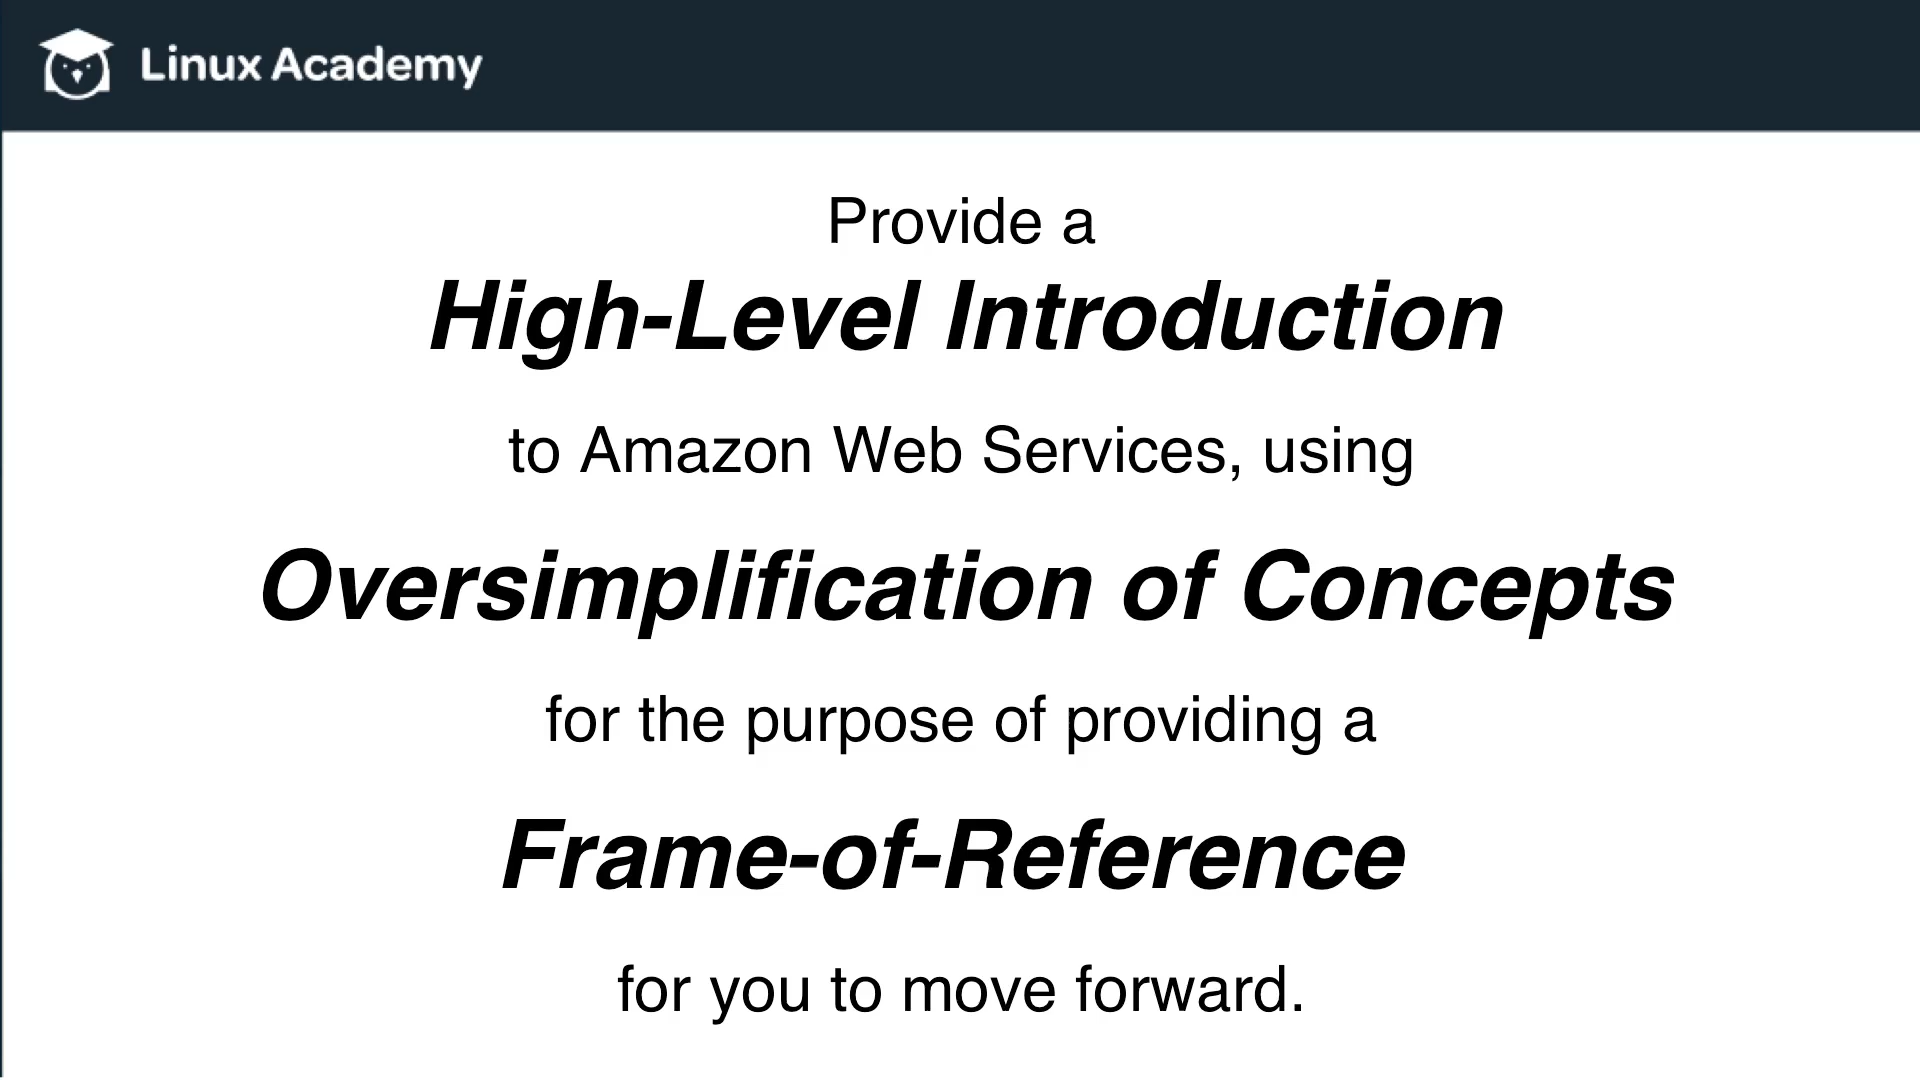 Linux Academy
Provide a
High-Level Introduction
to Amazon Web Services, using
Oversimplification of Concepts
for the purpose of providing a
Frame-of-Reference
for you to move forward.